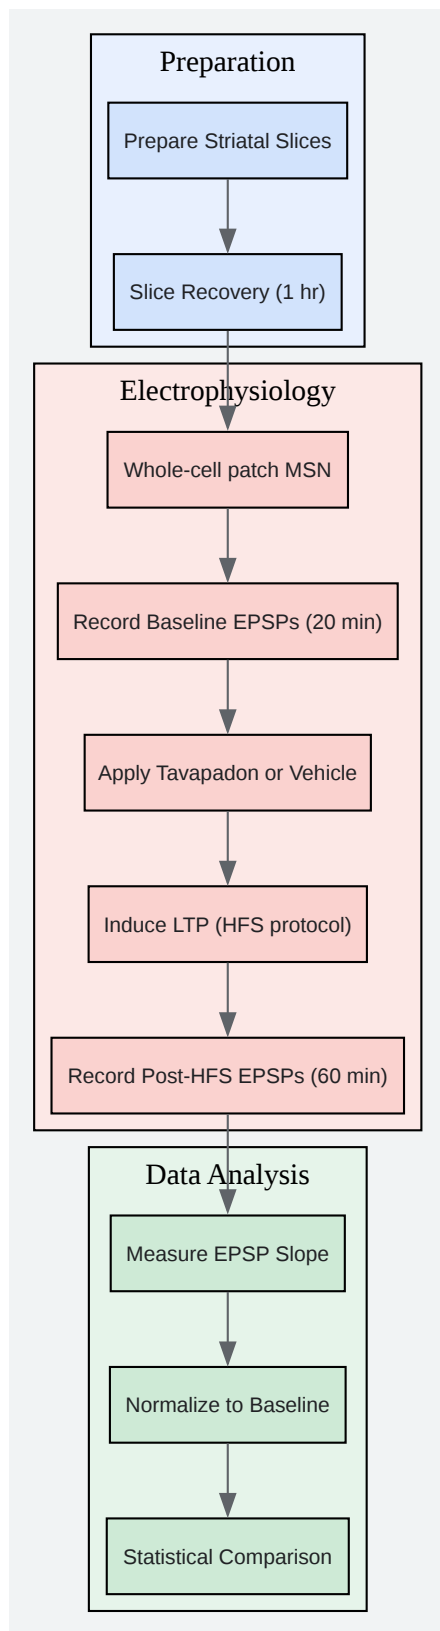 Preparation
Prepare Striatal Slices
Slice Recovery (1 hr)
Electrophysiology
Whole-cell patch MSN
Record Baseline EPSPs (20 min)
Apply Tavapadon or Vehicle
Induce LTP (HFS protocol)
Record Post-HFS EPSPs (60 min)
Data Analysis
Measure EPSP Slope
Normalize to Baseline
Statistical Comparison